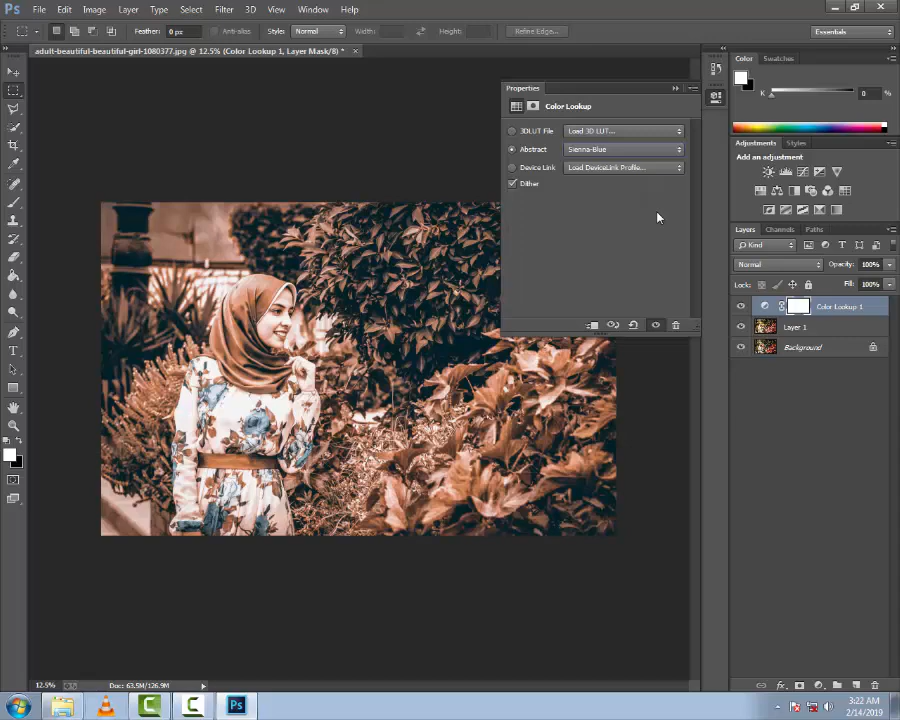 Ps File Edit Image Layer Type Select Filter 3D View Window Help
Feather: 0 px Anti-alias Style: Normal Width: Height: Refine Edge... Essentials
adult-beautiful-beautiful-girl-1080377.jpg @ 12.5% (Color Lookup 1, Layer Mask/8) *
Properties
Color Lookup
3DLUT File Load 3D LUT...
Abstract Sienna-Blue
Device Link Load DeviceLink Profile...
Dither
Color Swatches
K 0 %
Adjustments Styles
Add an adjustment
Layers Channels Paths
Kind
Normal Opacity: 100%
Lock: Fill: 100%
Color Lookup 1
Layer 1
Background
12.5% Doc: 63.5M/126.9M
Ps
3:22 AM
2/14/2019